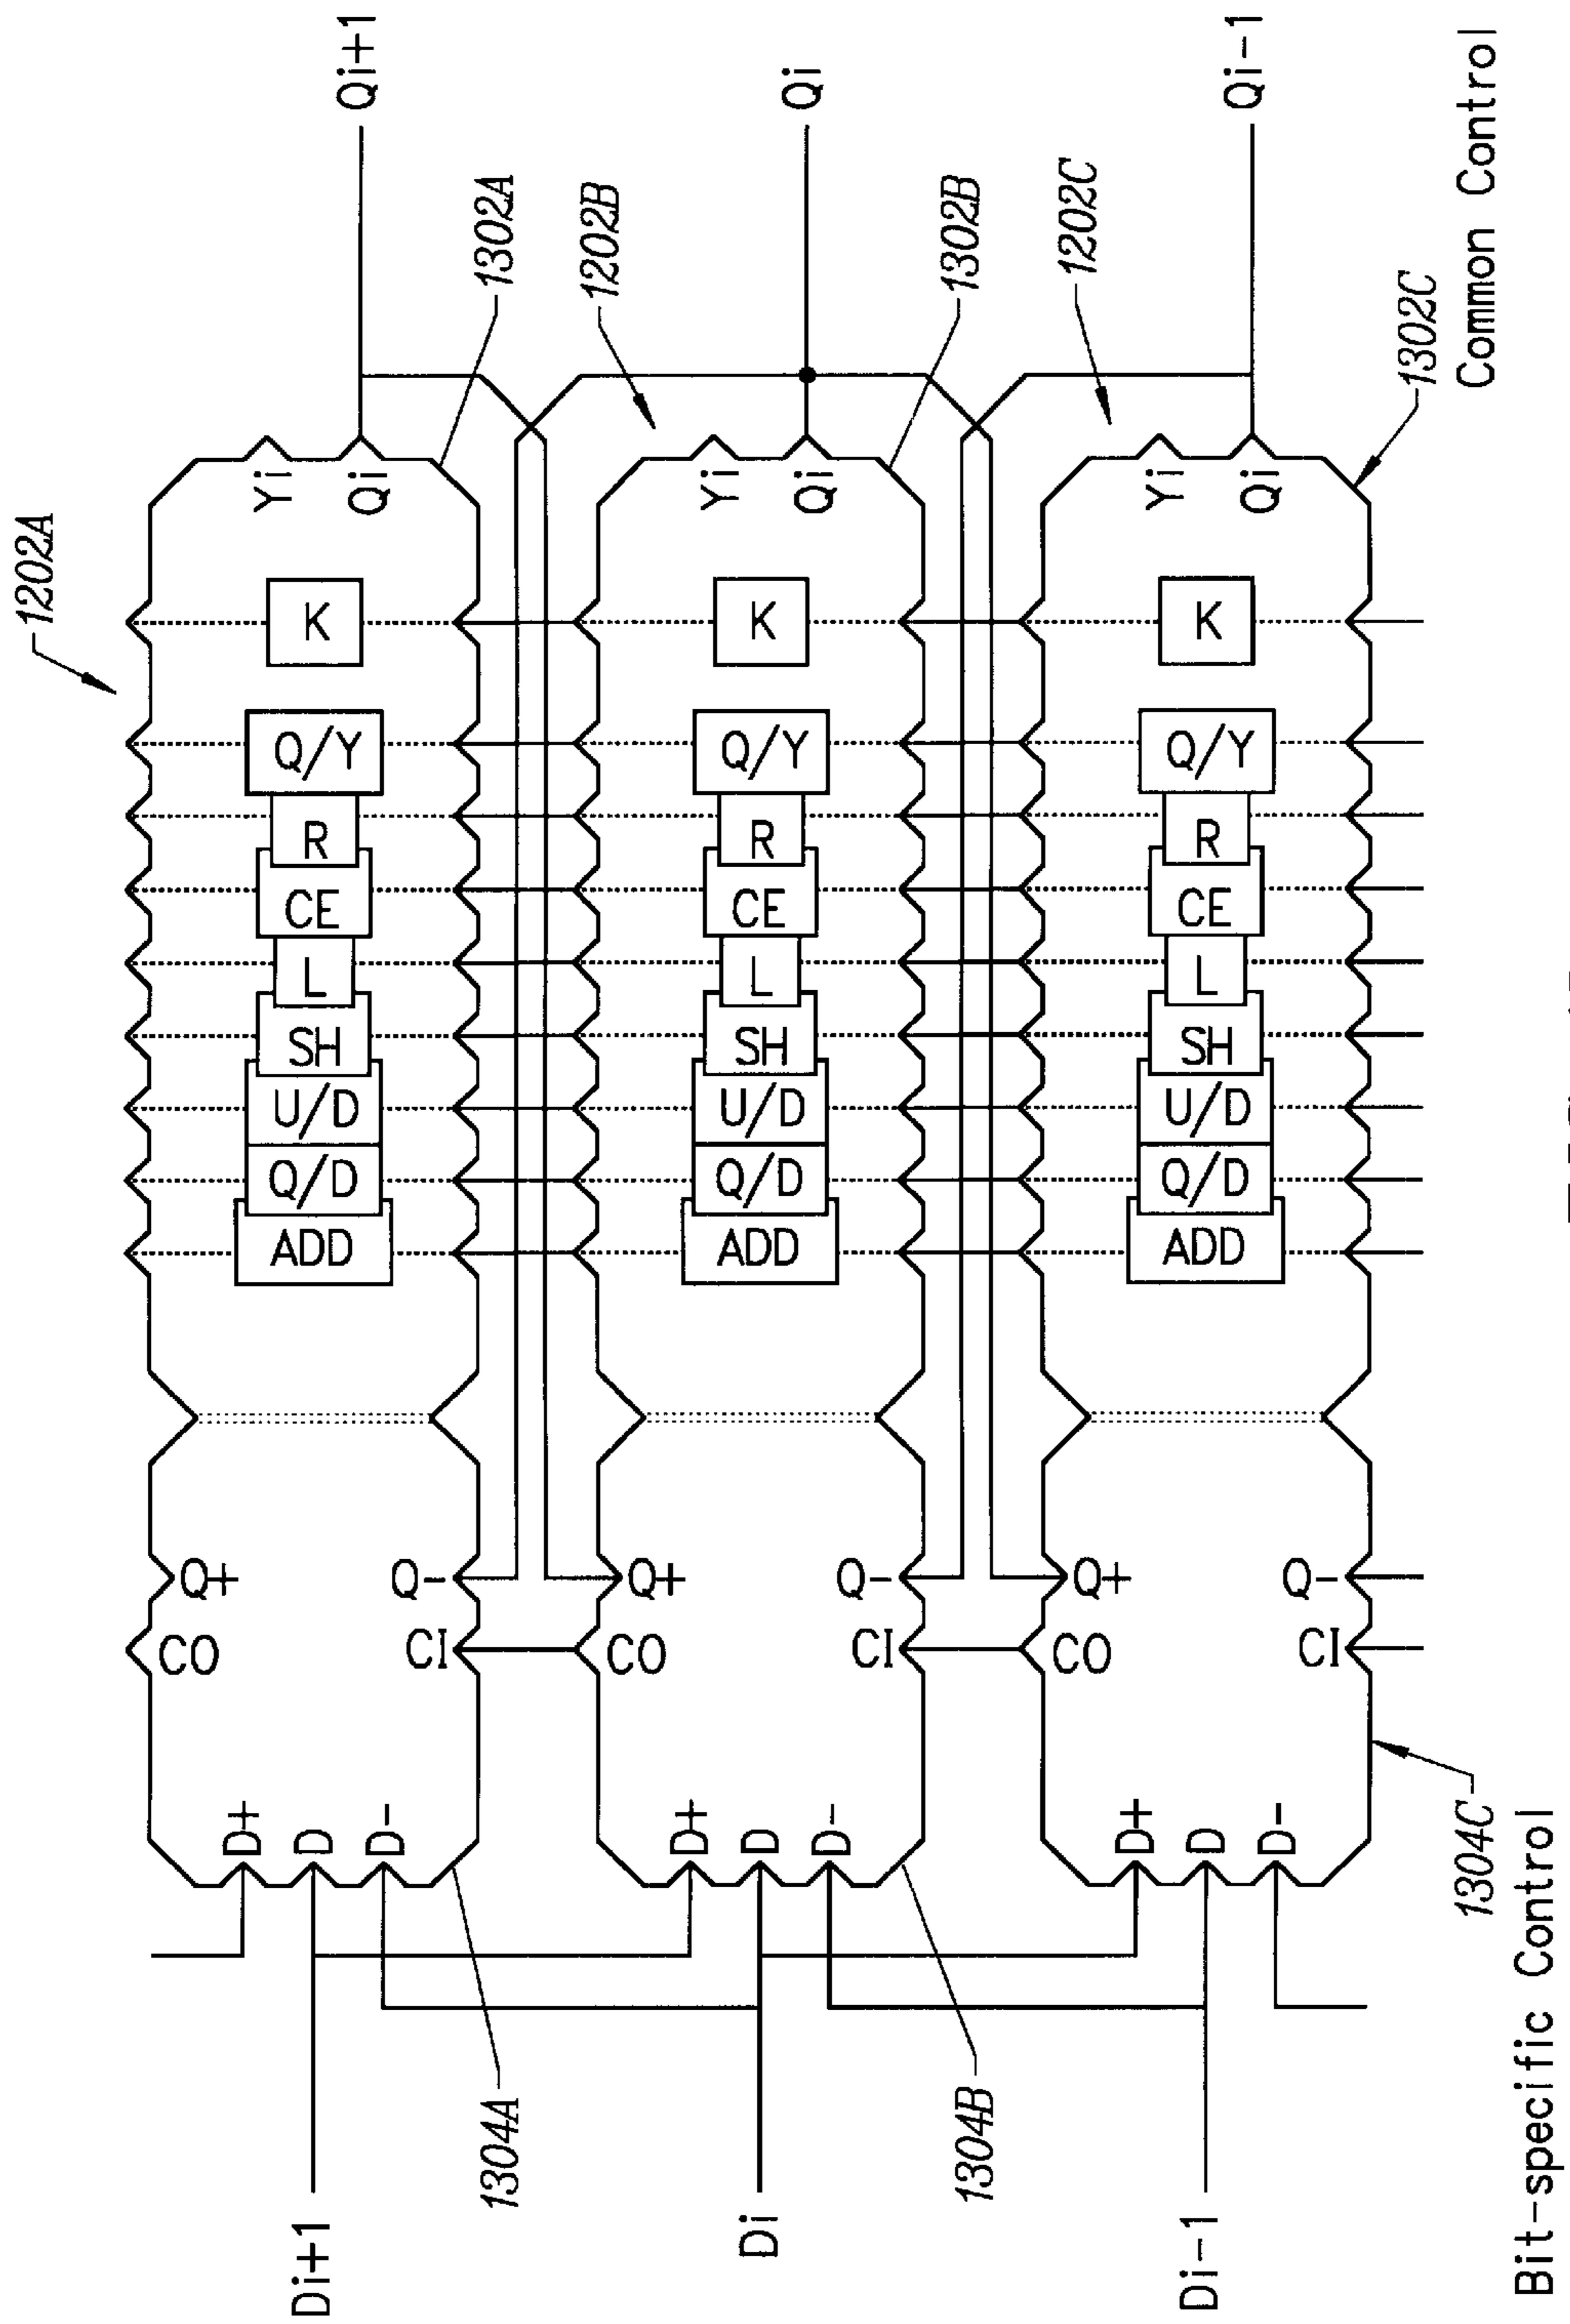 1202A
Di+1
D+
D
D-
CO
Q+
CI
Q-
ADD
Q/D
U/D
SH
L
CE
R
Q/Y
K
Yi
Qi
Qi+1
1304A
1302A
1202B
Di
D+
D
D-
CO
Q+
CI
Q-
ADD
Q/D
U/D
SH
L
CE
R
Q/Y
K
Yi
Qi
Qi
1304B
1302B
1202C
Di-1
D+
D
D-
CO
Q+
CI
Q-
ADD
Q/D
U/D
SH
L
CE
R
Q/Y
K
Yi
Qi
Qi-1
1304C
1302C
Bit-specific Control
Common Control